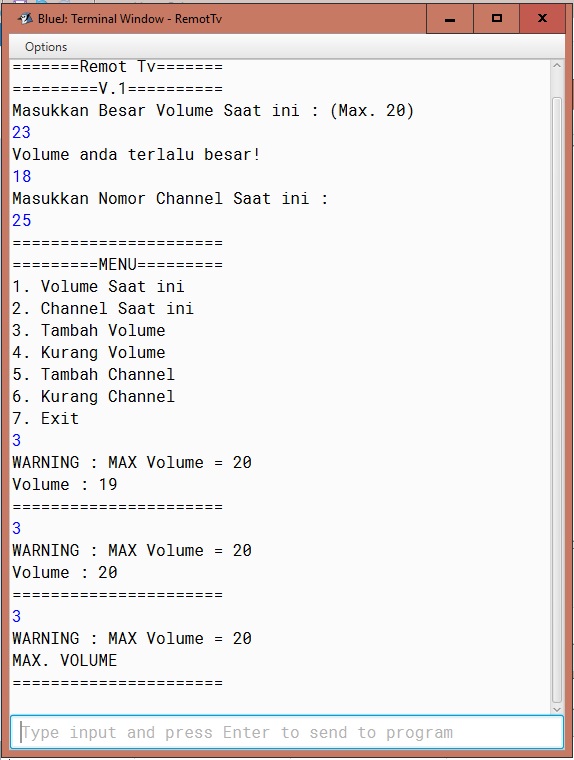 BlueJ: Terminal Window - RemotTv
Options
=======Remot Tv=======
=========V.1==========
Masukkan Besar Volume Saat ini : (Max. 20)
23
Volume anda terlalu besar!
18
Masukkan Nomor Channel Saat ini :
25
======================
=========MENU=========
1. Volume Saat ini
2. Channel Saat ini
3. Tambah Volume
4. Kurang Volume
5. Tambah Channel
6. Kurang Channel
7. Exit
3
WARNING : MAX Volume = 20
Volume : 19
======================
3
WARNING : MAX Volume = 20
Volume : 20
======================
3
WARNING : MAX Volume = 20
MAX. VOLUME
======================
Type input and press Enter to send to program